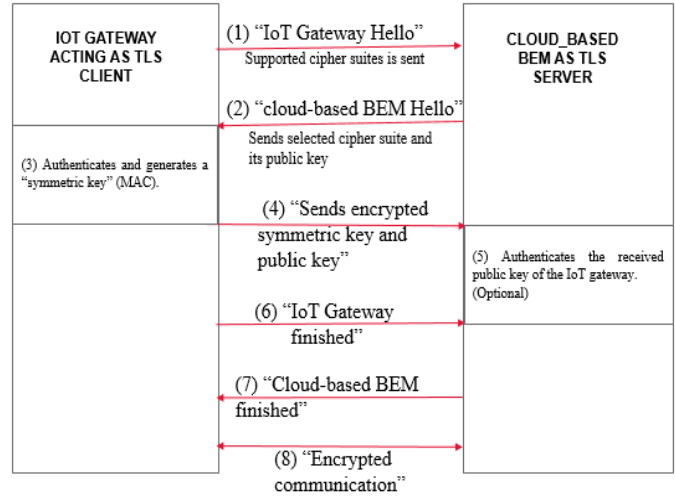 IOT GATEWAY
ACTING AS TLS
CLIENT
(1) “IoT Gateway Hello”
Supported cipher suites is sent
CLOUD_BASED
BEM AS TLS
SERVER
(2) “cloud-based BEM Hello”
Sends selected cipher suite and
its public key
(3) Authenticates and generates a
“symmetric key” (MAC).
(4) “Sends encrypted
symmetric key and
public key”
(5) Authenticates the received
public key of the IoT gateway.
(Optional)
(6) “IoT Gateway
finished”
(7) “Cloud-based BEM
finished”
(8) “Encrypted
communication”